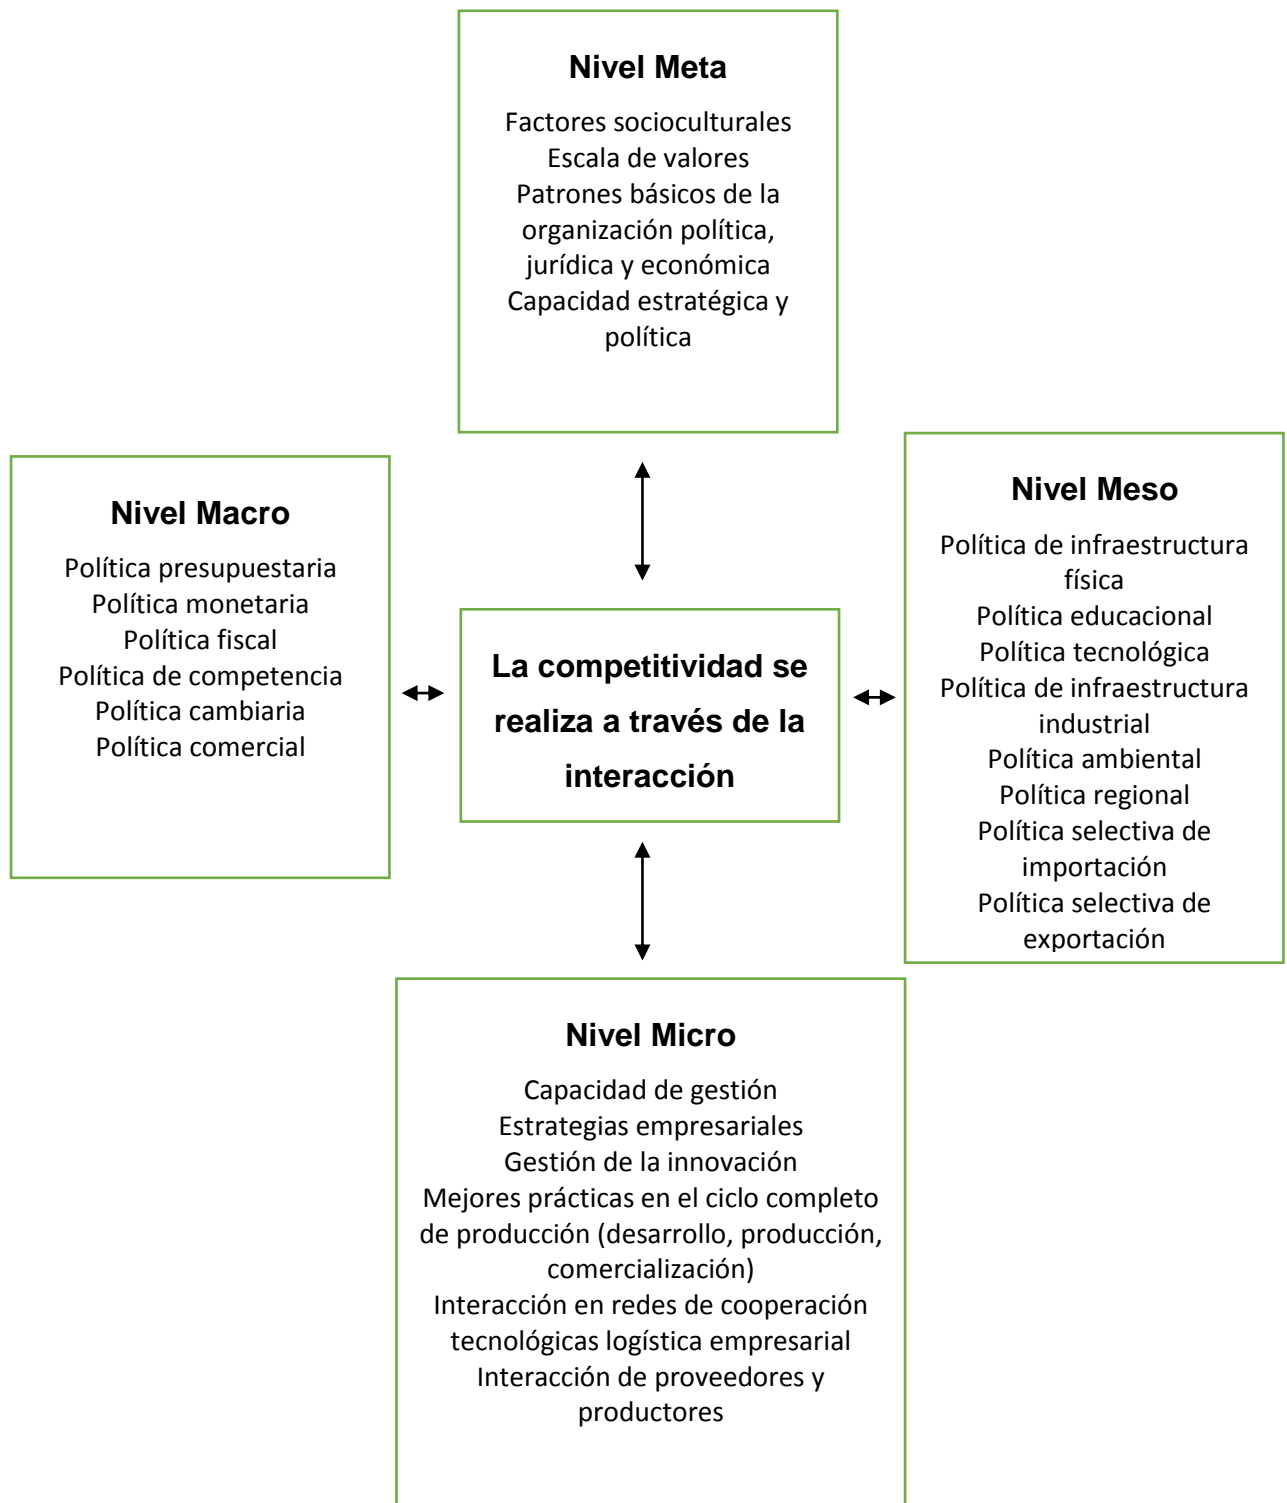 Nivel Meta
Factores socioculturales
Escala de valores
Patrones básicos de la
organización política,
jurídica y económica
Capacidad estratégica y
política
Nivel Macro
Política presupuestaria
Política monetaria
Política fiscal
Política de competencia
Política cambiaria
Política comercial
La competitividad se
realiza a través de la
interacción
Nivel Meso
Política de infraestructura
física
Política educacional
Política tecnológica
Política de infraestructura
industrial
Política ambiental
Política regional
Política selectiva de
importación
Política selectiva de
exportación
Nivel Micro
Capacidad de gestión
Estrategias empresariales
Gestión de la innovación
Mejores prácticas en el ciclo completo
de producción (desarrollo, producción,
comercialización)
Interacción en redes de cooperación
tecnológicas logística empresarial
Interacción de proveedores y
productores